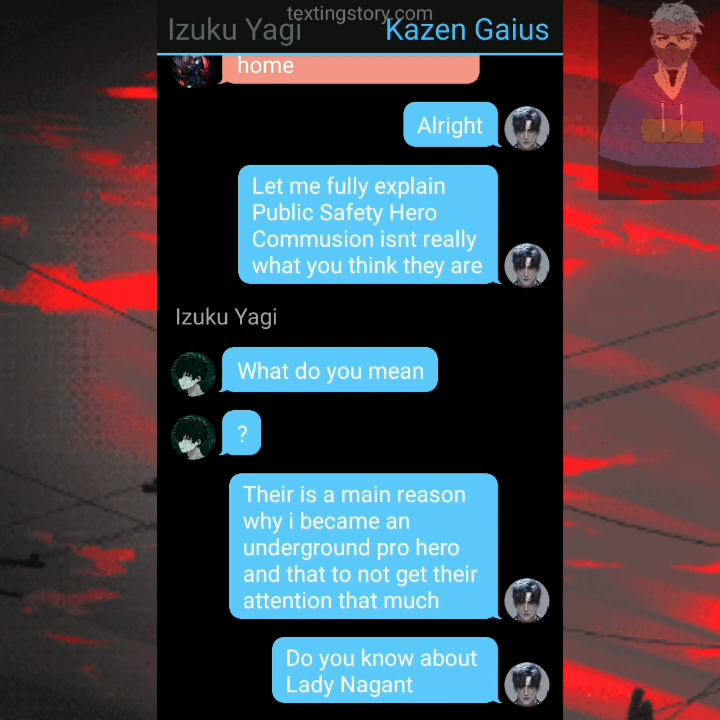 textingstory.com
Izuku Yagi Kazen Gaius
home
Alright
Let me fully explain
Public Safety Hero
Commusion isnt really
what you think they are
Izuku Yagi
What do you mean
?
Their is a main reason
why i became an
underground pro hero
and that to not get their
attention that much
Do you know about
Lady Nagant